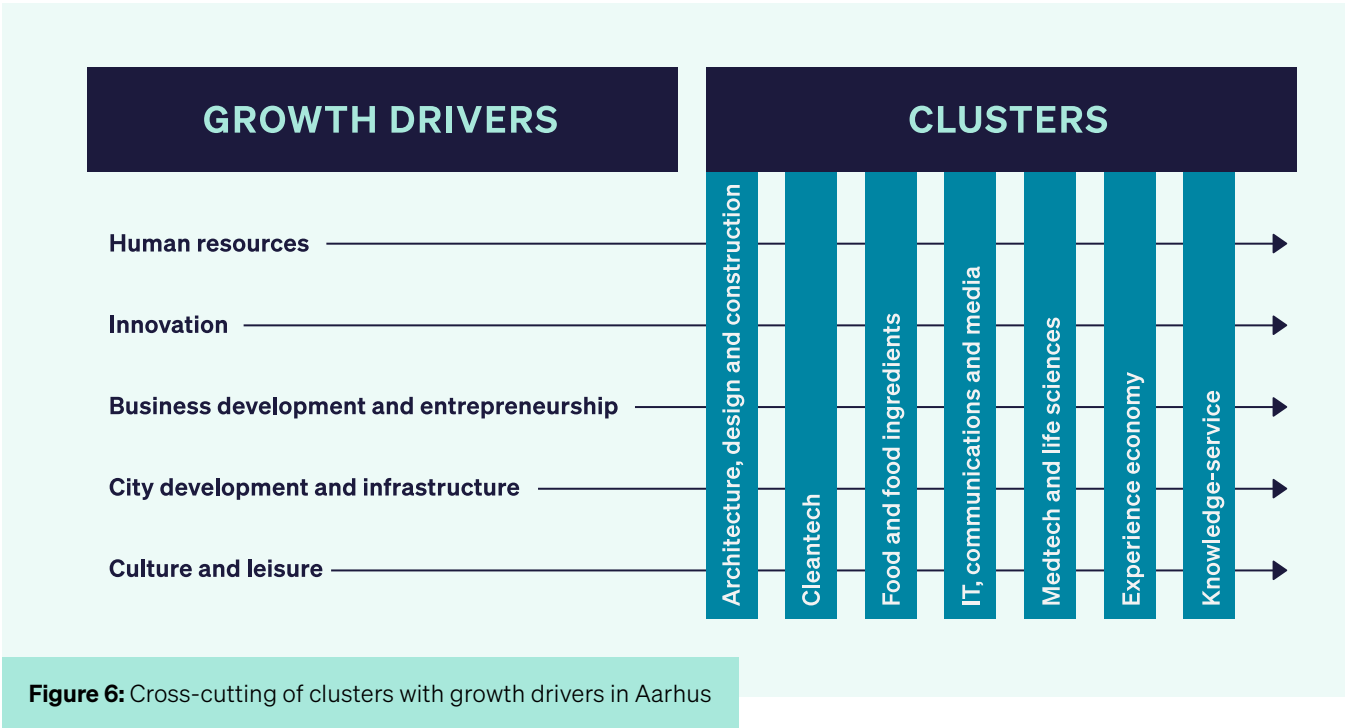 GROWTH DRIVERS
CLUSTERS
Human resources
Innovation
Business development and entrepreneurship
City development and infrastructure
Culture and leisure
Architecture, design and construction
Cleantech
Food and food ingredients
IT, communications and media
Medtech and life sciences
Experience economy
Knowledge-service
Figure 6: Cross-cutting of clusters with growth drivers in Aarhus